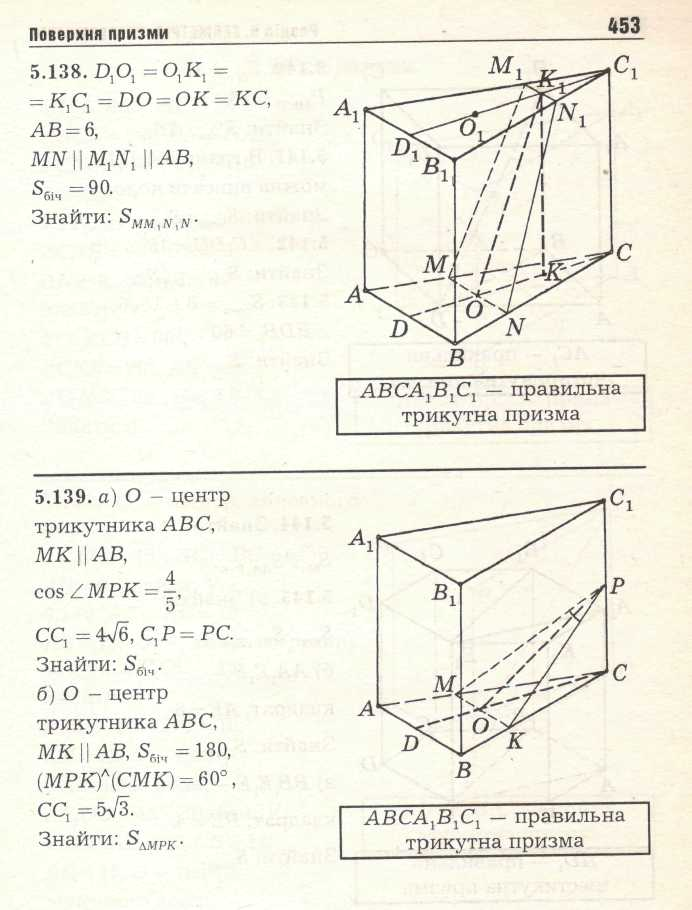 Поверхня призми
453
5.138. D₁O₁ = O₁K₁ =
= K₁C₁ = DO = OK = KC,
AB = 6,
MN || M₁N₁ || AB,
Sбіч = 90.
Знайти: S_MM₁N₁N.
M₁
K₁
C₁
A₁
O₁
N₁
D₁
B₁
M
K
C
A
O
D
N
B
ABCA₁B₁C₁ — правильна
трикутна призма
5.139. а) O – центр
трикутника ABC,
MK || AB,
cos ∠MPK = 4/5,
CC₁ = 4√6, C₁P = PC.
Знайти: Sбіч.
б) O – центр
трикутника ABC,
MK || AB, Sбіч = 180,
(MPK)^(CMK) = 60°,
CC₁ = 5√3.
Знайти: S_ΔMPK.
C₁
A₁
B₁
P
M
C
A
O
D
K
B
ABCA₁B₁C₁ — правильна
трикутна призма